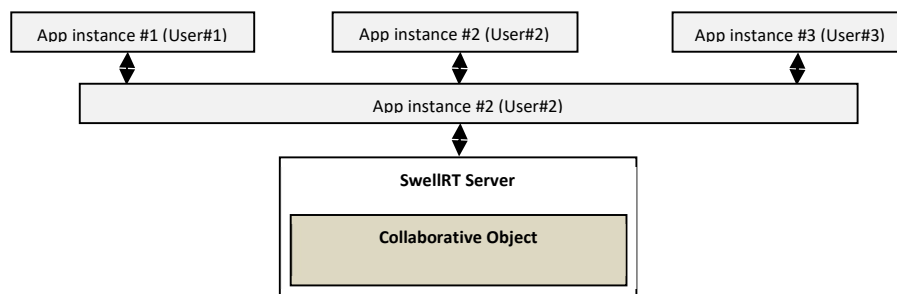 App instance #1 (User#1)
App instance #2 (User#2)
App instance #3 (User#3)
App instance #2 (User#2)
SwellRT Server
Collaborative Object